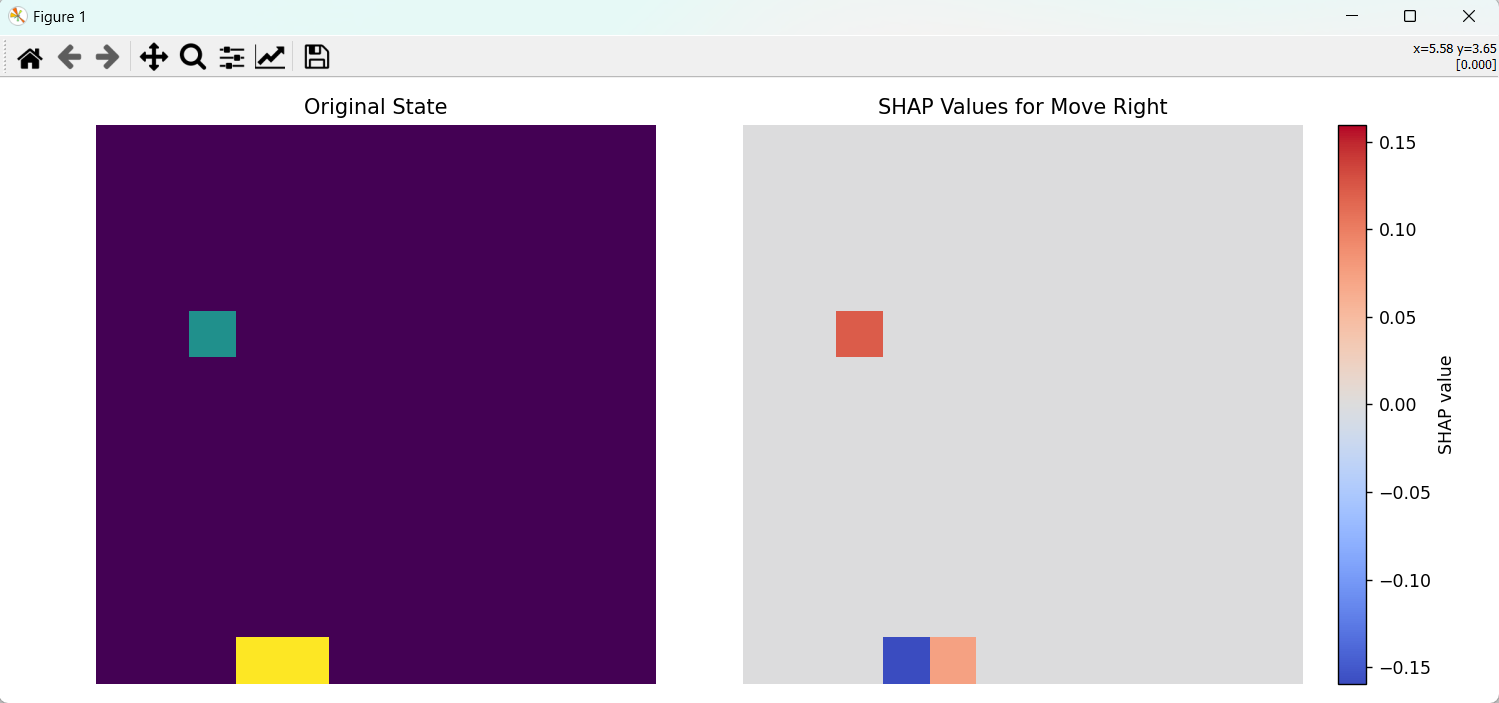 Figure 1
x=5.58 y=3.65
[0.000]
Original State
SHAP Values for Move Right
0.15
0.10
0.05
0.00
−0.05
−0.10
−0.15
SHAP value